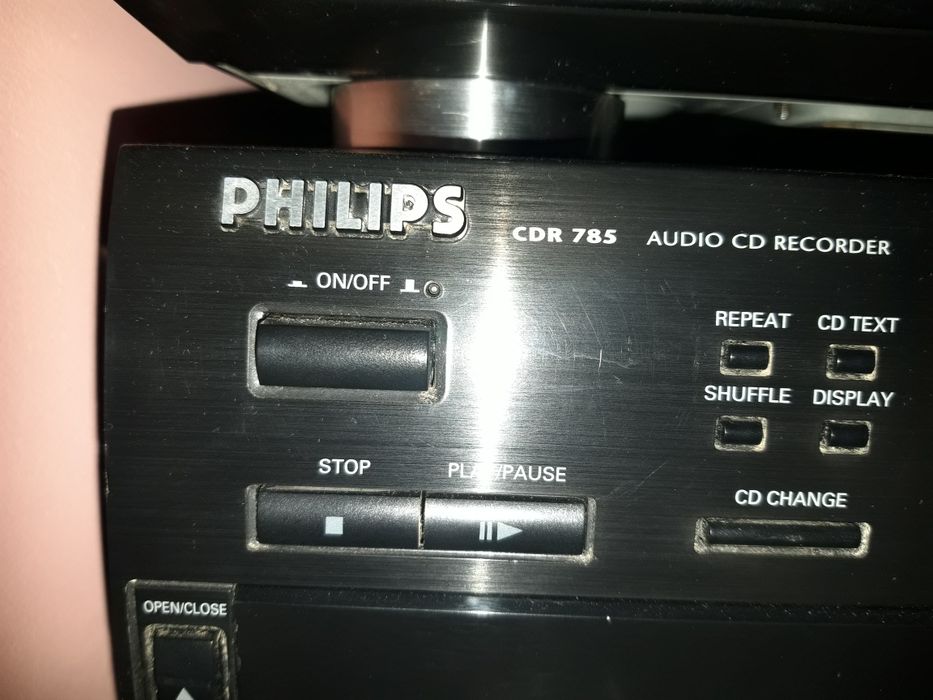 PHILIPS
CDR 785 AUDIO CD RECORDER
ON/OFF
REPEAT CD TEXT
SHUFFLE DISPLAY
STOP PLAY/PAUSE
CD CHANGE
OPEN/CLOSE